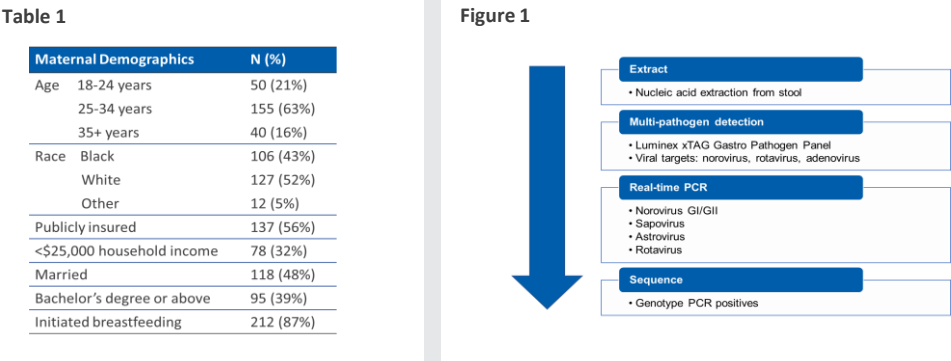 Table 1
Maternal Demographics N (%)
Age 18-24 years 50 (21%)
25-34 years 155 (63%)
35+ years 40 (16%)
Race Black 106 (43%)
White 127 (52%)
Other 12 (5%)
Publicly insured 137 (56%)
<$25,000 household income 78 (32%)
Married 118 (48%)
Bachelor's degree or above 95 (39%)
Initiated breastfeeding 212 (87%)
Figure 1
Extract
• Nucleic acid extraction from stool
Multi-pathogen detection
• Luminex xTAG Gastro Pathogen Panel
• Viral targets: norovirus, rotavirus, adenovirus
Real-time PCR
• Norovirus GI/GII
• Sapovirus
• Astrovirus
• Rotavirus
Sequence
• Genotype PCR positives